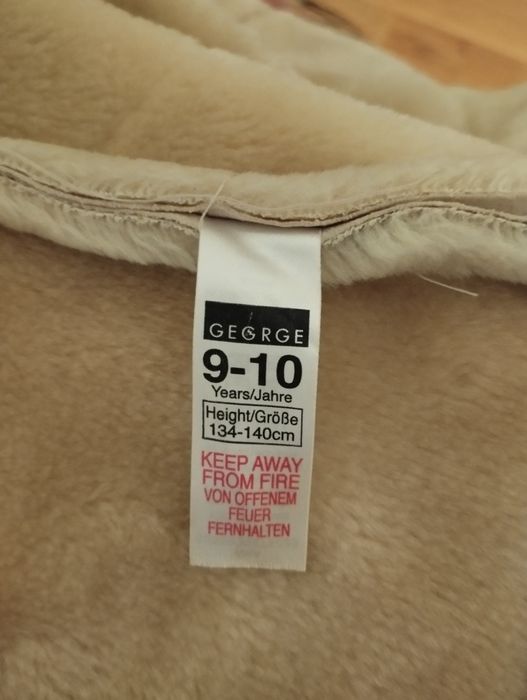 GEORGE
9-10
Years/Jahre
Height/Größe
134-140cm
KEEP AWAY
FROM FIRE
VON OFFENEM
FEUER
FERNHALTEN